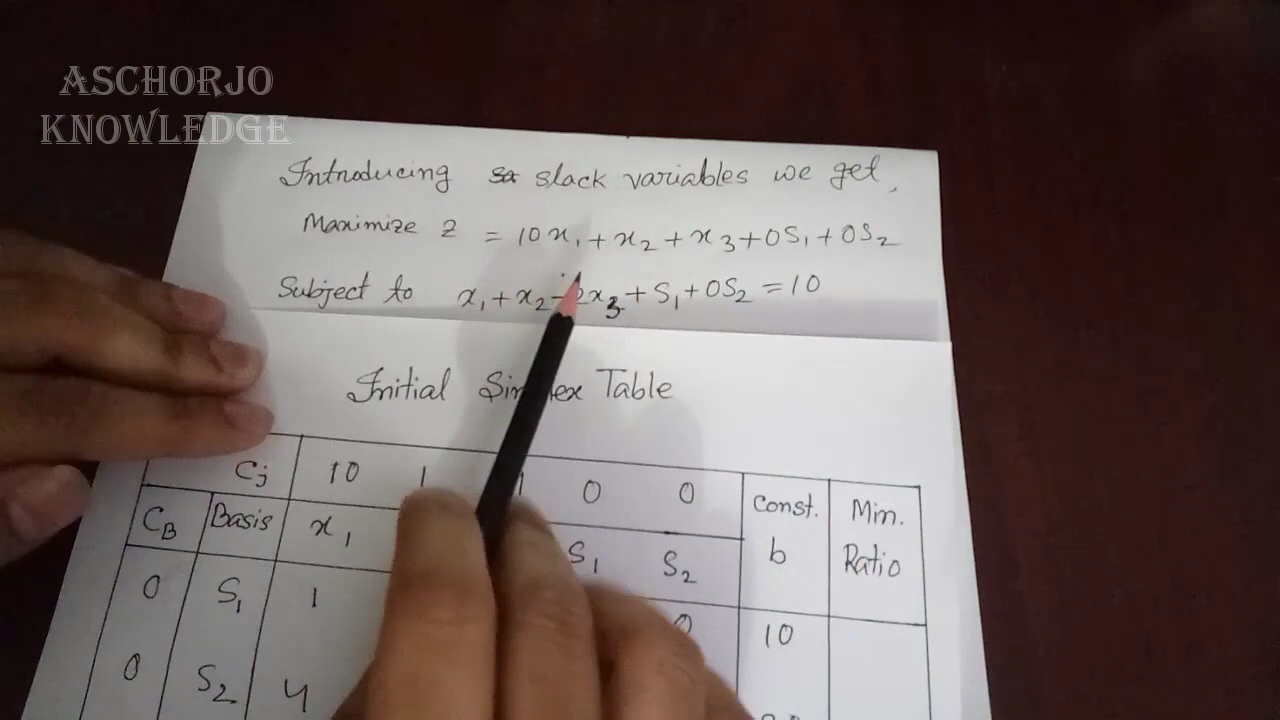 ASCHORJO
KNOWLEDGE
Introducing slack variables we get,
Maximize z = 10x₁ + x₂ + x₃ + 0S₁ + 0S₂
Subject to x₁ + x₂ - 2x₃ + S₁ + 0S₂ = 10
Initial Table
Cj 10 1 1 0 0 Const. b Min. Ratio
CB Basis x₁ S₁ S₂
0 S₁ 1 0 10
0 S₂ 4